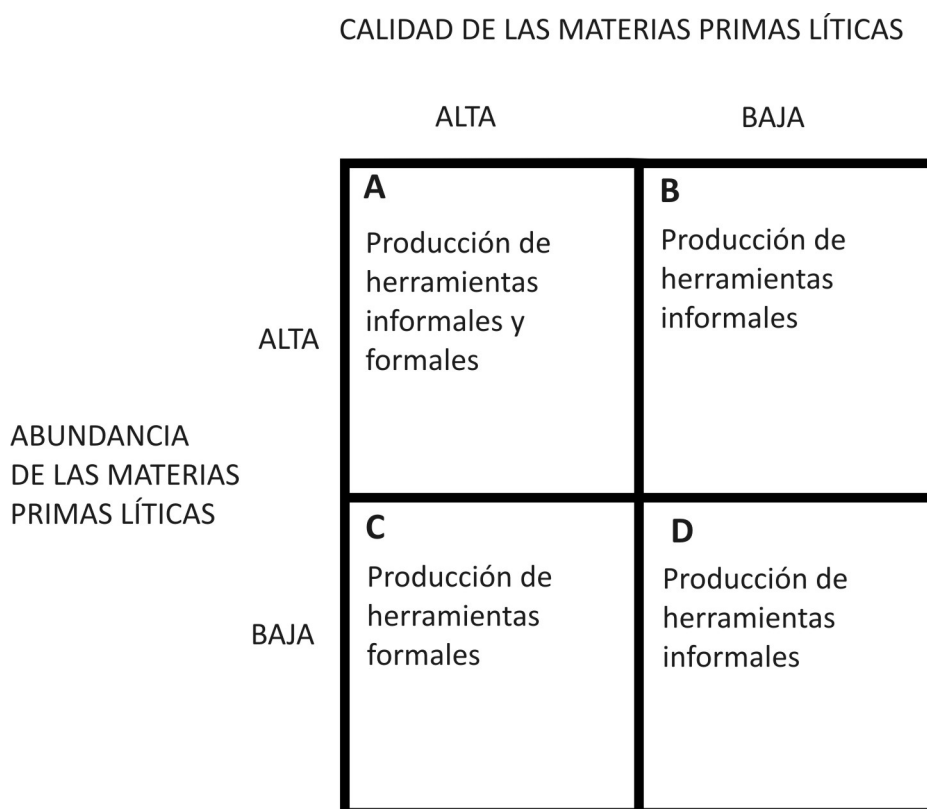 CALIDAD DE LAS MATERIAS PRIMAS LÍTICAS
ALTA
BAJA
A
Producción de
herramientas
informales y
formales
B
Producción de
herramientas
informales
ALTA
ABUNDANCIA
DE LAS MATERIAS
PRIMAS LÍTICAS
BAJA
C
Producción de
herramientas
formales
D
Producción de
herramientas
informales